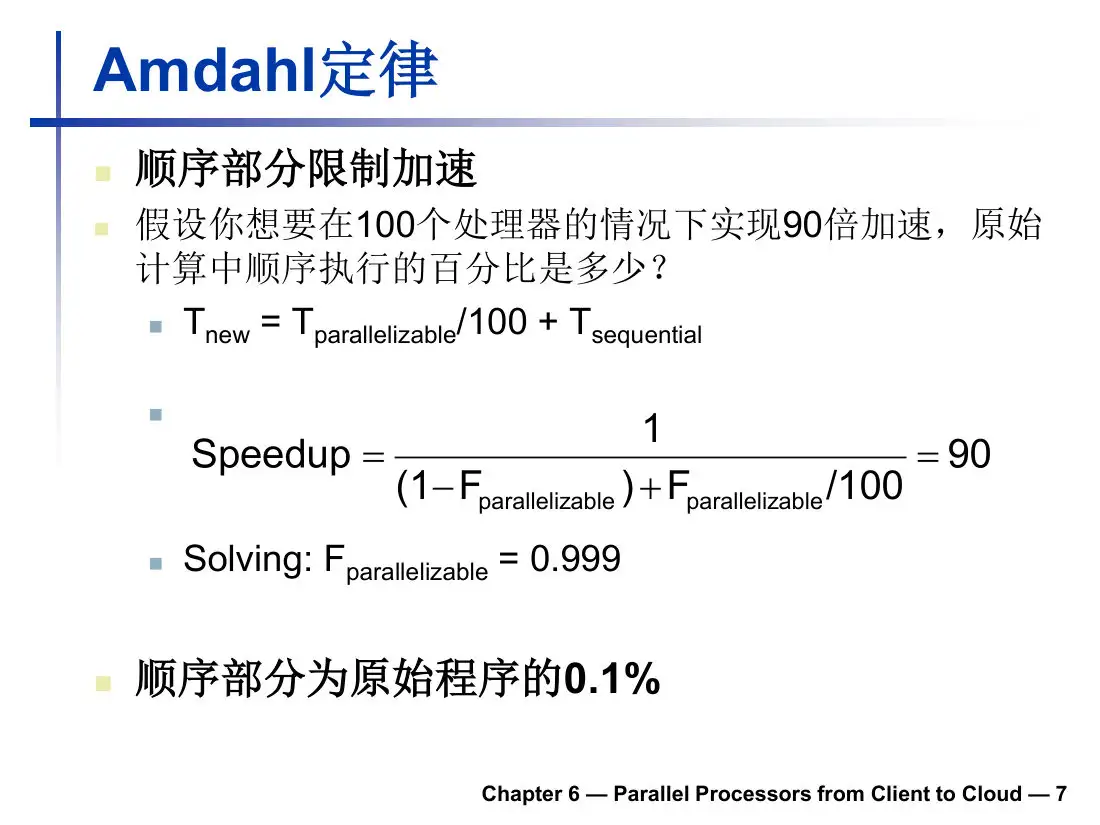 Amdahl定律
顺序部分限制加速
假设你想要在100个处理器的情况下实现90倍加速，原始
计算中顺序执行的百分比是多少？
Tnew = Tparallelizable/100 + Tsequential
Speedup = 1 / ((1−Fparallelizable)+Fparallelizable/100) = 90
Solving: Fparallelizable = 0.999
顺序部分为原始程序的0.1%
Chapter 6 — Parallel Processors from Client to Cloud — 7